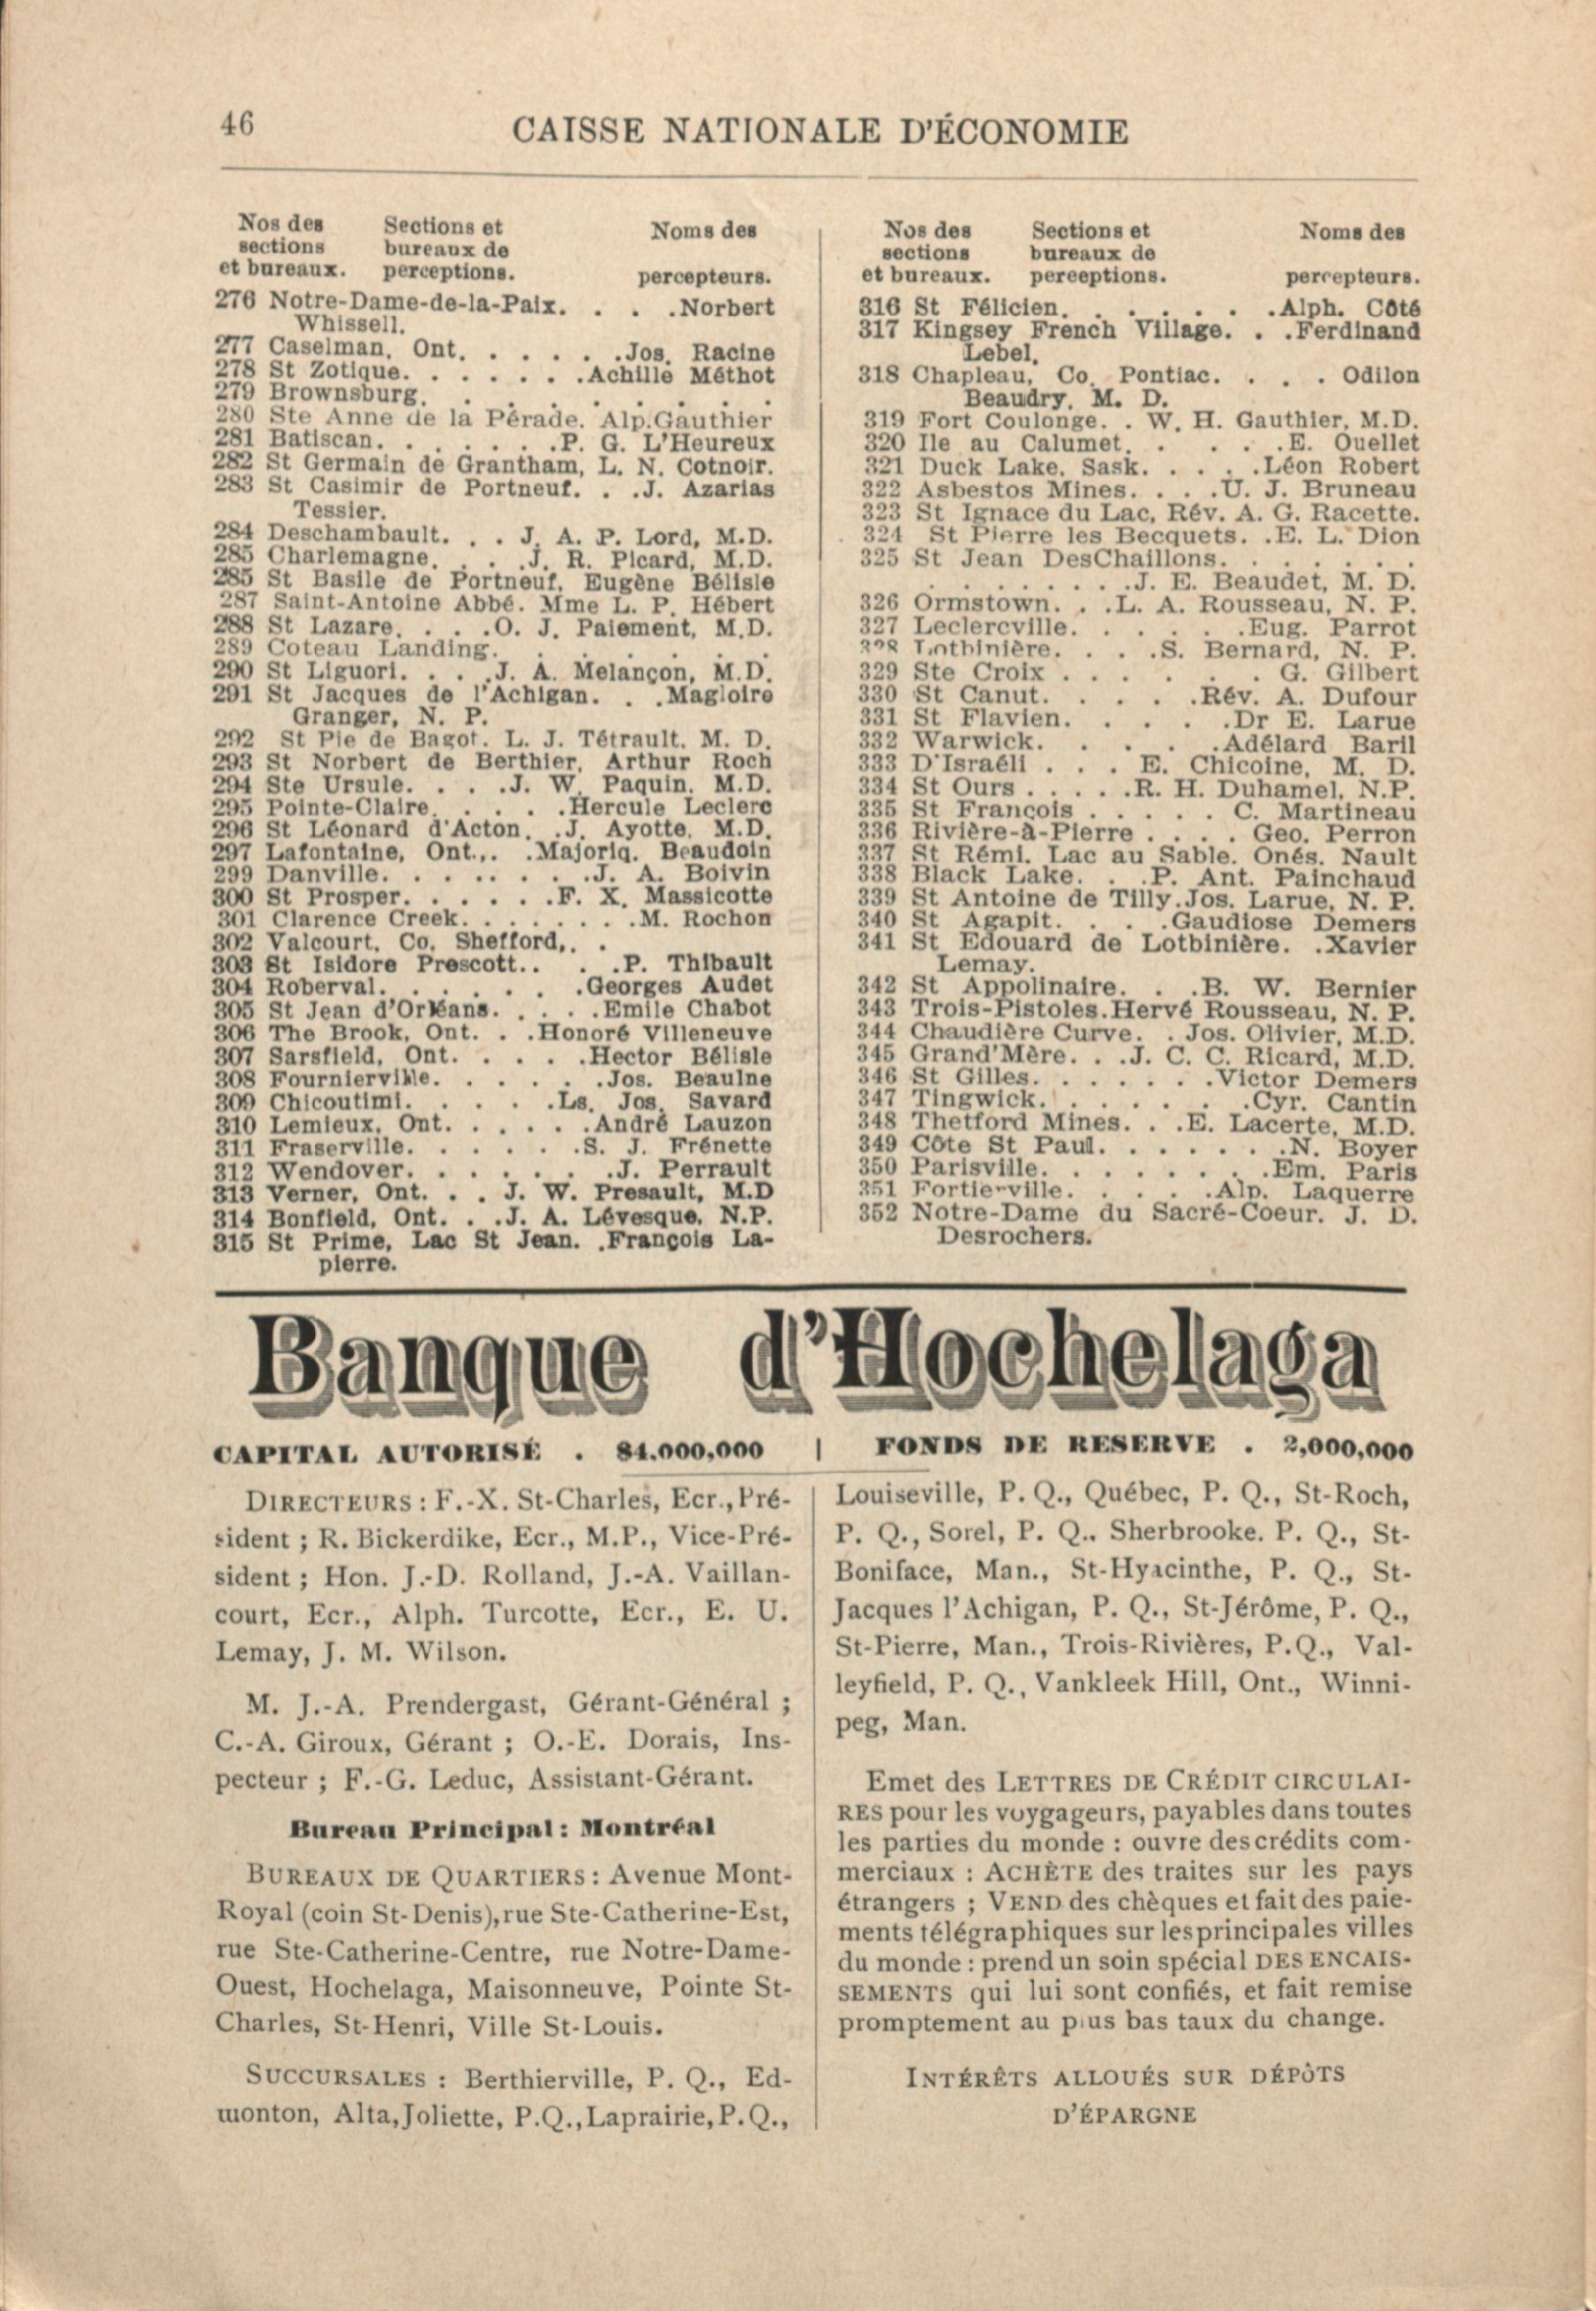 46
CAISSE NATIONALE D'ÉCONOMIE
Nos des Sections et Noms des
sections bureaux de
et bureaux. perceptions. percepteurs.
276 Notre-Dame-de-la-Paix. . . .Norbert
Whissell.
277 Caselman, Ont. . . . . . .Jos. Racine
278 St Zotique. . . . . . . .Achille Méthot
279 Brownsburg. . . . . . . .
280 Ste Anne de la Pérade. Alp.Gauthier
281 Batiscan. . . . . . . .P. G. L'Heureux
282 St Germain de Grantham, L. N. Cotnoir.
283 St Casimir de Portneuf. . .J. Azarias
Tessier.
284 Deschambault. . . J. A. P. Lord, M.D.
285 Charlemagne. . . .J. R. Picard, M.D.
285 St Basile de Portneuf, Eugène Bélisle
287 Saint-Antoine Abbé. Mme L. P. Hébert
288 St Lazare. . . . .O. J. Paiement, M.D.
289 Coteau Landing. . . . . . .
290 St Liguori. . . . .J. A. Melançon, M.D.
291 St Jacques de l'Achigan. . .Magloire
Granger, N. P.
292 St Pie de Bagot. L. J. Tétrault. M. D.
293 St Norbert de Berthier, Arthur Roch
294 Ste Ursule. . . . .J. W. Paquin, M.D.
295 Pointe-Claire. . . . . .Hercule Leclerc
296 St Léonard d'Acton. .J. Ayotte. M.D.
297 Lafontaine, Ont... .Majoriq. Beaudoin
299 Danville. . . . . . . . .J. A. Boivin
300 St Prosper. . . . . . .F. X. Massicotte
301 Clarence Creek. . . . . . . .M. Rochon
302 Valcourt, Co. Shefford,. .
303 St Isidore Prescott.. . .P. Thibault
304 Roberval. . . . . . . .Georges Audet
305 St Jean d'Orléans. . . . .Emile Chabot
306 The Brook, Ont. . .Honoré Villeneuve
307 Sarsfield, Ont. . . . . .Hector Bélisle
308 Fournierville. . . . . . .Jos. Beaulne
309 Chicoutimi. . . . . .Ls. Jos. Savard
310 Lemieux, Ont. . . . . . .André Lauzon
311 Fraserville. . . . . . .S. J. Frénette
312 Wendover. . . . . . . . .J. Perrault
313 Verner, Ont. . . J. W. Presault, M.D
314 Bonfield, Ont. . .J. A. Lévesque, N.P.
315 St Prime, Lac St Jean. .François La-
pierre.
Nos des Sections et Noms des
sections bureaux de
et bureaux. perceptions. percepteurs.
316 St Félicien. . . . . . . .Alph. Côté
317 Kingsey French Village. . .Ferdinand
Lebel.
318 Chapleau, Co. Pontiac. . . . Odilon
Beaudry, M. D.
319 Fort Coulonge. . W. H. Gauthier, M.D.
320 Ile au Calumet. . . . . .E. Ouellet
321 Duck Lake, Sask. . . . .Léon Robert
322 Asbestos Mines. . . .U. J. Bruneau
323 St Ignace du Lac, Rév. A. G. Racette.
324 St Pierre les Becquets. .E. L. Dion
325 St Jean DesChaillons. . . . . .
. . . . . . . .J. E. Beaudet, M. D.
326 Ormstown. . .L. A. Rousseau, N. P.
327 Leclercville. . . . . . .Eug. Parrot
328 Lotbinière. . . . .S. Bernard, N. P.
329 Ste Croix . . . . . . . G. Gilbert
330 St Canut. . . . . .Rév. A. Dufour
331 St Flavien. . . . . . .Dr E. Larue
332 Warwick. . . . . . .Adélard Baril
333 D'Israéli . . . E. Chicoine, M. D.
334 St Ours . . . . .R. H. Duhamel, N.P.
335 St François . . . . . C. Martineau
336 Rivière-à-Pierre . . . . Geo. Perron
337 St Rémi. Lac au Sable. Onés. Nault
338 Black Lake. . .P. Ant. Painchaud
339 St Antoine de Tilly.Jos. Larue, N. P.
340 St Agapit. . . . .Gaudiose Demers
341 St Edouard de Lotbinière. .Xavier
Lemay.
342 St Appolinaire. . .B. W. Bernier
343 Trois-Pistoles.Hervé Rousseau, N. P.
344 Chaudière Curve. . Jos. Olivier, M.D.
345 Grand'Mère. . .J. C. C. Ricard, M.D.
346 St Gilles. . . . . . . .Victor Demers
347 Tingwick. . . . . . . .Cyr. Cantin
348 Thetford Mines. . .E. Lacerte, M.D.
349 Côte St Paul. . . . . . . .N. Boyer
350 Parisville. . . . . . . . .Em. Paris
351 Fortierville. . . . . .Alp. Laquerre
352 Notre-Dame du Sacré-Coeur. J. D.
Desrochers.
Banque d'Hochelaga
CAPITAL AUTORISÉ . $4.000,000 | FONDS DE RESERVE . 2,000,000
DIRECTEURS : F.-X. St-Charles, Ecr., Pré-
sident ; R. Bickerdike, Ecr., M.P., Vice-Pré-
sident ; Hon. J.-D. Rolland, J.-A. Vaillan-
court, Ecr., Alph. Turcotte, Ecr., E. U.
Lemay, J. M. Wilson.
M. J.-A. Prendergast, Gérant-Général ;
C.-A. Giroux, Gérant ; O.-E. Dorais, Ins-
pecteur ; F.-G. Leduc, Assistant-Gérant.
Bureau Principal : Montréal
BUREAUX DE QUARTIERS : Avenue Mont-
Royal (coin St-Denis), rue Ste-Catherine-Est,
rue Ste-Catherine-Centre, rue Notre-Dame-
Ouest, Hochelaga, Maisonneuve, Pointe St-
Charles, St-Henri, Ville St-Louis.
SUCCURSALES : Berthierville, P. Q., Ed-
monton, Alta, Joliette, P.Q., Laprairie, P.Q.,
Louiseville, P. Q., Québec, P. Q., St-Roch,
P. Q., Sorel, P. Q., Sherbrooke. P. Q., St-
Boniface, Man., St-Hyacinthe, P. Q., St-
Jacques l'Achigan, P. Q., St-Jérôme, P. Q.,
St-Pierre, Man., Trois-Rivières, P.Q., Val-
leyfield, P. Q., Vankleek Hill, Ont., Winni-
peg, Man.
Emet des LETTRES DE CRÉDIT CIRCULAI-
RES pour les voygageurs, payables dans toutes
les parties du monde : ouvre des crédits com-
merciaux : ACHÈTE des traites sur les pays
étrangers ; VEND des chèques et fait des paie-
ments télégraphiques sur les principales villes
du monde : prend un soin spécial DES ENCAIS-
SEMENTS qui lui sont confiés, et fait remise
promptement au plus bas taux du change.
INTÉRÊTS ALLOUÉS SUR DÉPÔTS
D'ÉPARGNE